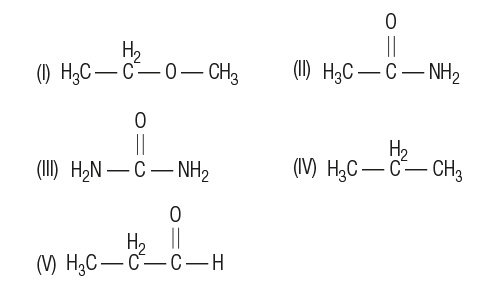 O
H2
(I) H3C — C — O — CH3 (II) H3C — C — NH2
O
(III) H2N — C — NH2 (IV) H3C — C — CH3
H2
O
H2
(V) H3C — C — C — H